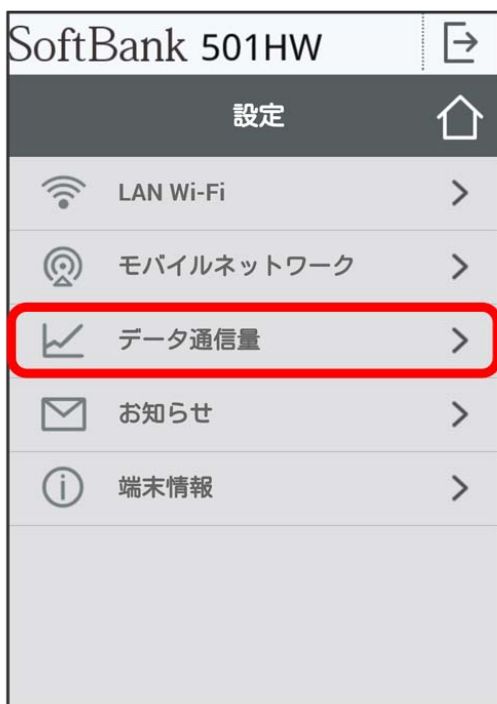 SoftBank 501HW
設定
LAN Wi-Fi
モバイルネットワーク
データ通信量
お知らせ
端末情報